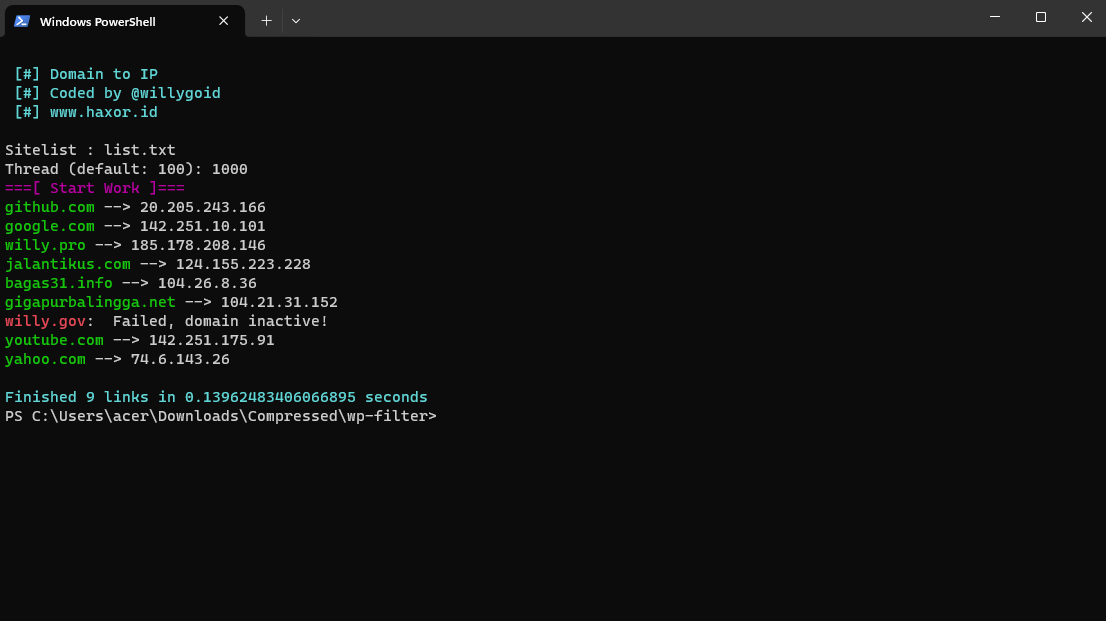 Windows PowerShell
[#] Domain to IP
[#] Coded by @willygoid
[#] www.haxor.id
Sitelist : list.txt
Thread (default: 100): 1000
===[ Start Work ]===
github.com --> 20.205.243.166
google.com --> 142.251.10.101
willy.pro --> 185.178.208.146
jalantikus.com --> 124.155.223.228
bagas31.info --> 104.26.8.36
gigapurbalingga.net --> 104.21.31.152
willy.gov:  Failed, domain inactive!
youtube.com --> 142.251.175.91
yahoo.com --> 74.6.143.26
Finished 9 links in 0.13962483406066895 seconds
PS C:\Users\acer\Downloads\Compressed\wp-filter>